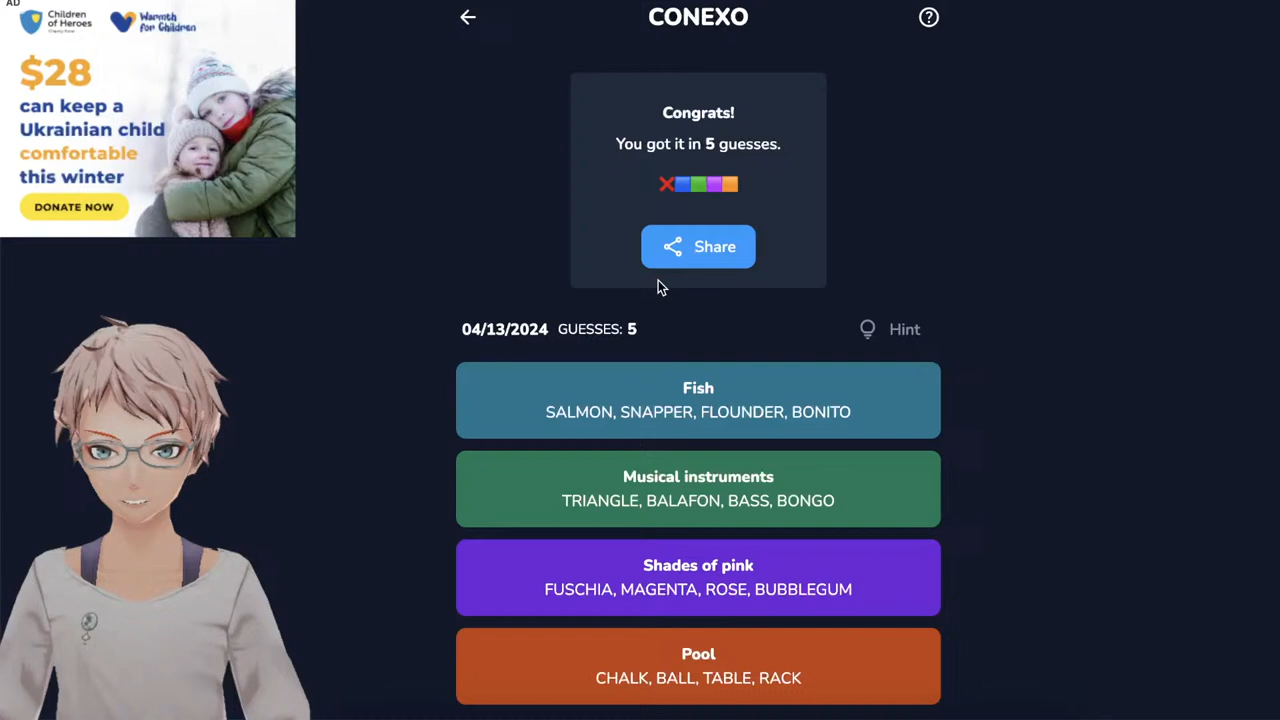 AD
Children of Heroes
Charity Fund
Warmth for Children
$28
can keep a
Ukrainian child
comfortable
this winter
DONATE NOW
CONEXO
Congrats!
You got it in 5 guesses.
Share
04/13/2024 GUESSES: 5
Hint
Fish
SALMON, SNAPPER, FLOUNDER, BONITO
Musical instruments
TRIANGLE, BALAFON, BASS, BONGO
Shades of pink
FUSCHIA, MAGENTA, ROSE, BUBBLEGUM
Pool
CHALK, BALL, TABLE, RACK